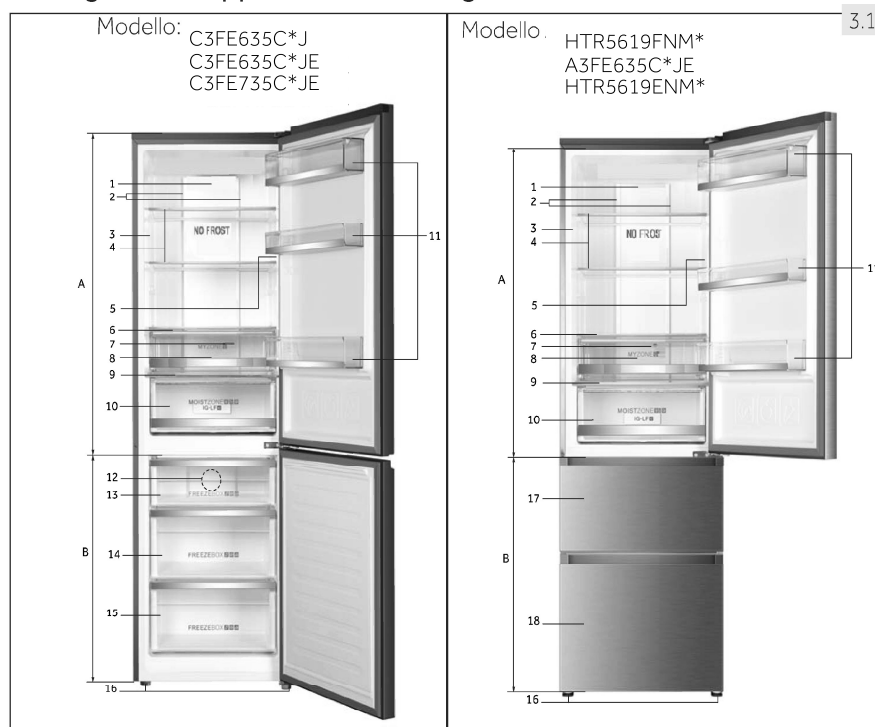 3.1
Modello:
C3FE635C*J
C3FE635C*JE
C3FE735C*JE
A
B
1
2
3
4
5
6
7
8
9
10
11
12
13
14
15
16
NO FROST
MYZONE
MOISTZONE
FREEZEBOX
FREEZEBOX
FREEZEBOX
Modello
HTR5619FNM*
A3FE635C*JE
HTR5619ENM*
A
B
1
2
3
4
5
6
7
8
9
10
17
18
16
NO FROST
MYZONE
MOISTZONE